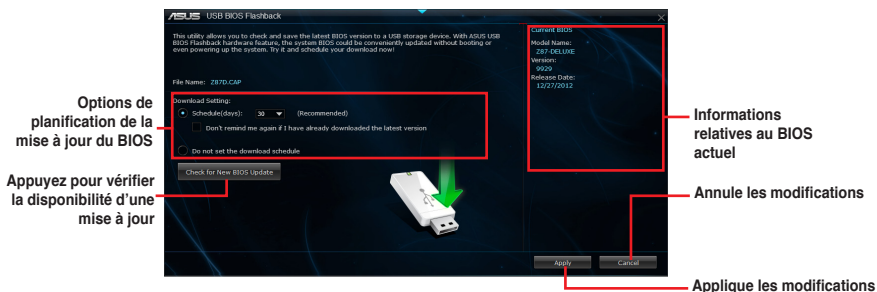 ASUS USB BIOS Flashback
This utility allows you to check and save the latest BIOS version to a USB storage device. With ASUS USB
BIOS Flashback hardware feature, the system BIOS could be conveniently updated without booting or
even powering up the system. Try it and schedule your download now!
File Name: Z87D.CAP
Download Setting:
Schedule(days): 30 (Recommended)
Don't remind me again if I have already downloaded the latest version
Do not set the download schedule
Check for New BIOS Update
Current BIOS
Model Name:
Z87-DELUXE
Version:
9929
Release Date:
12/27/2012
Apply
Cancel
Options de
planification de la
mise à jour du BIOS
Appuyez pour vérifier
la disponibilité d'une
mise à jour
Informations
relatives au BIOS
actuel
Annule les modifications
Applique les modifications